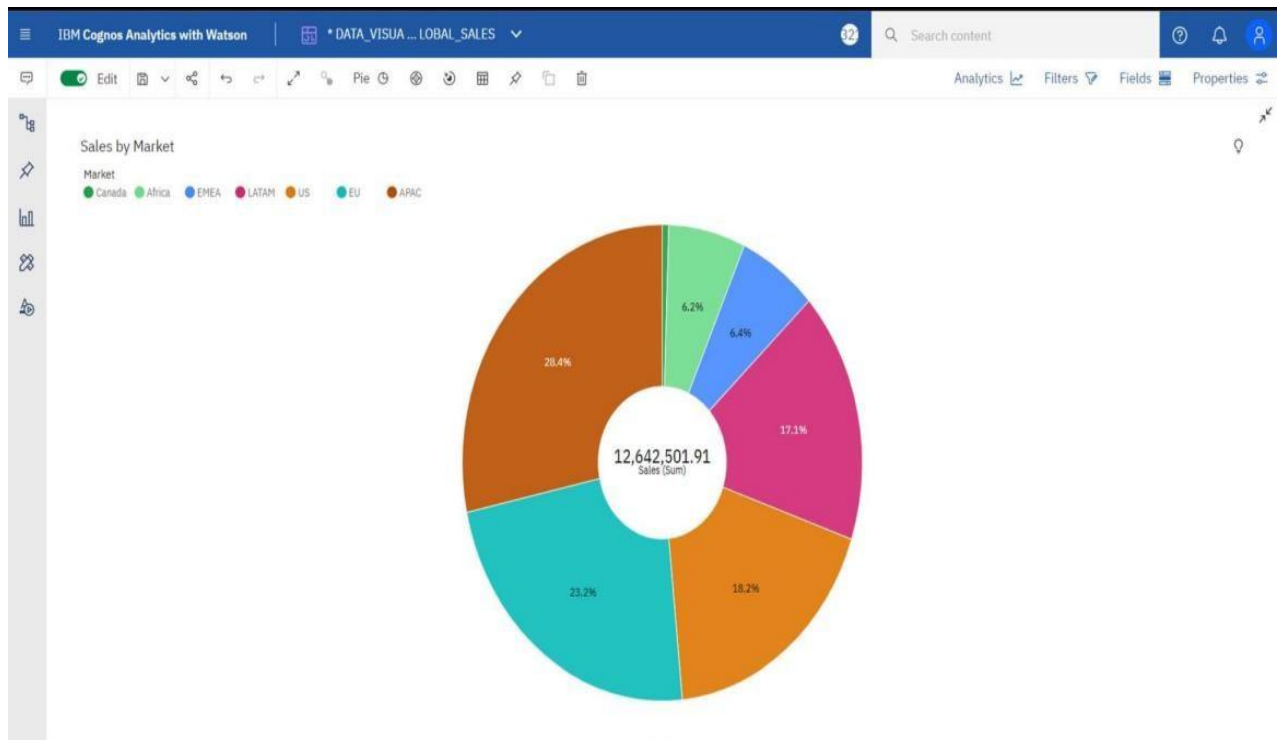 IBM Cognos Analytics with Watson * DATA_VISUA ... LOBAL_SALES Search content
Edit Pie Analytics Filters Fields Properties
Sales by Market
Market
Canada Africa EMEA LATAM US EU APAC
6.2%
6.4%
28.4%
17.1%
12,642,501.91
Sales (Sum)
18.2%
23.2%